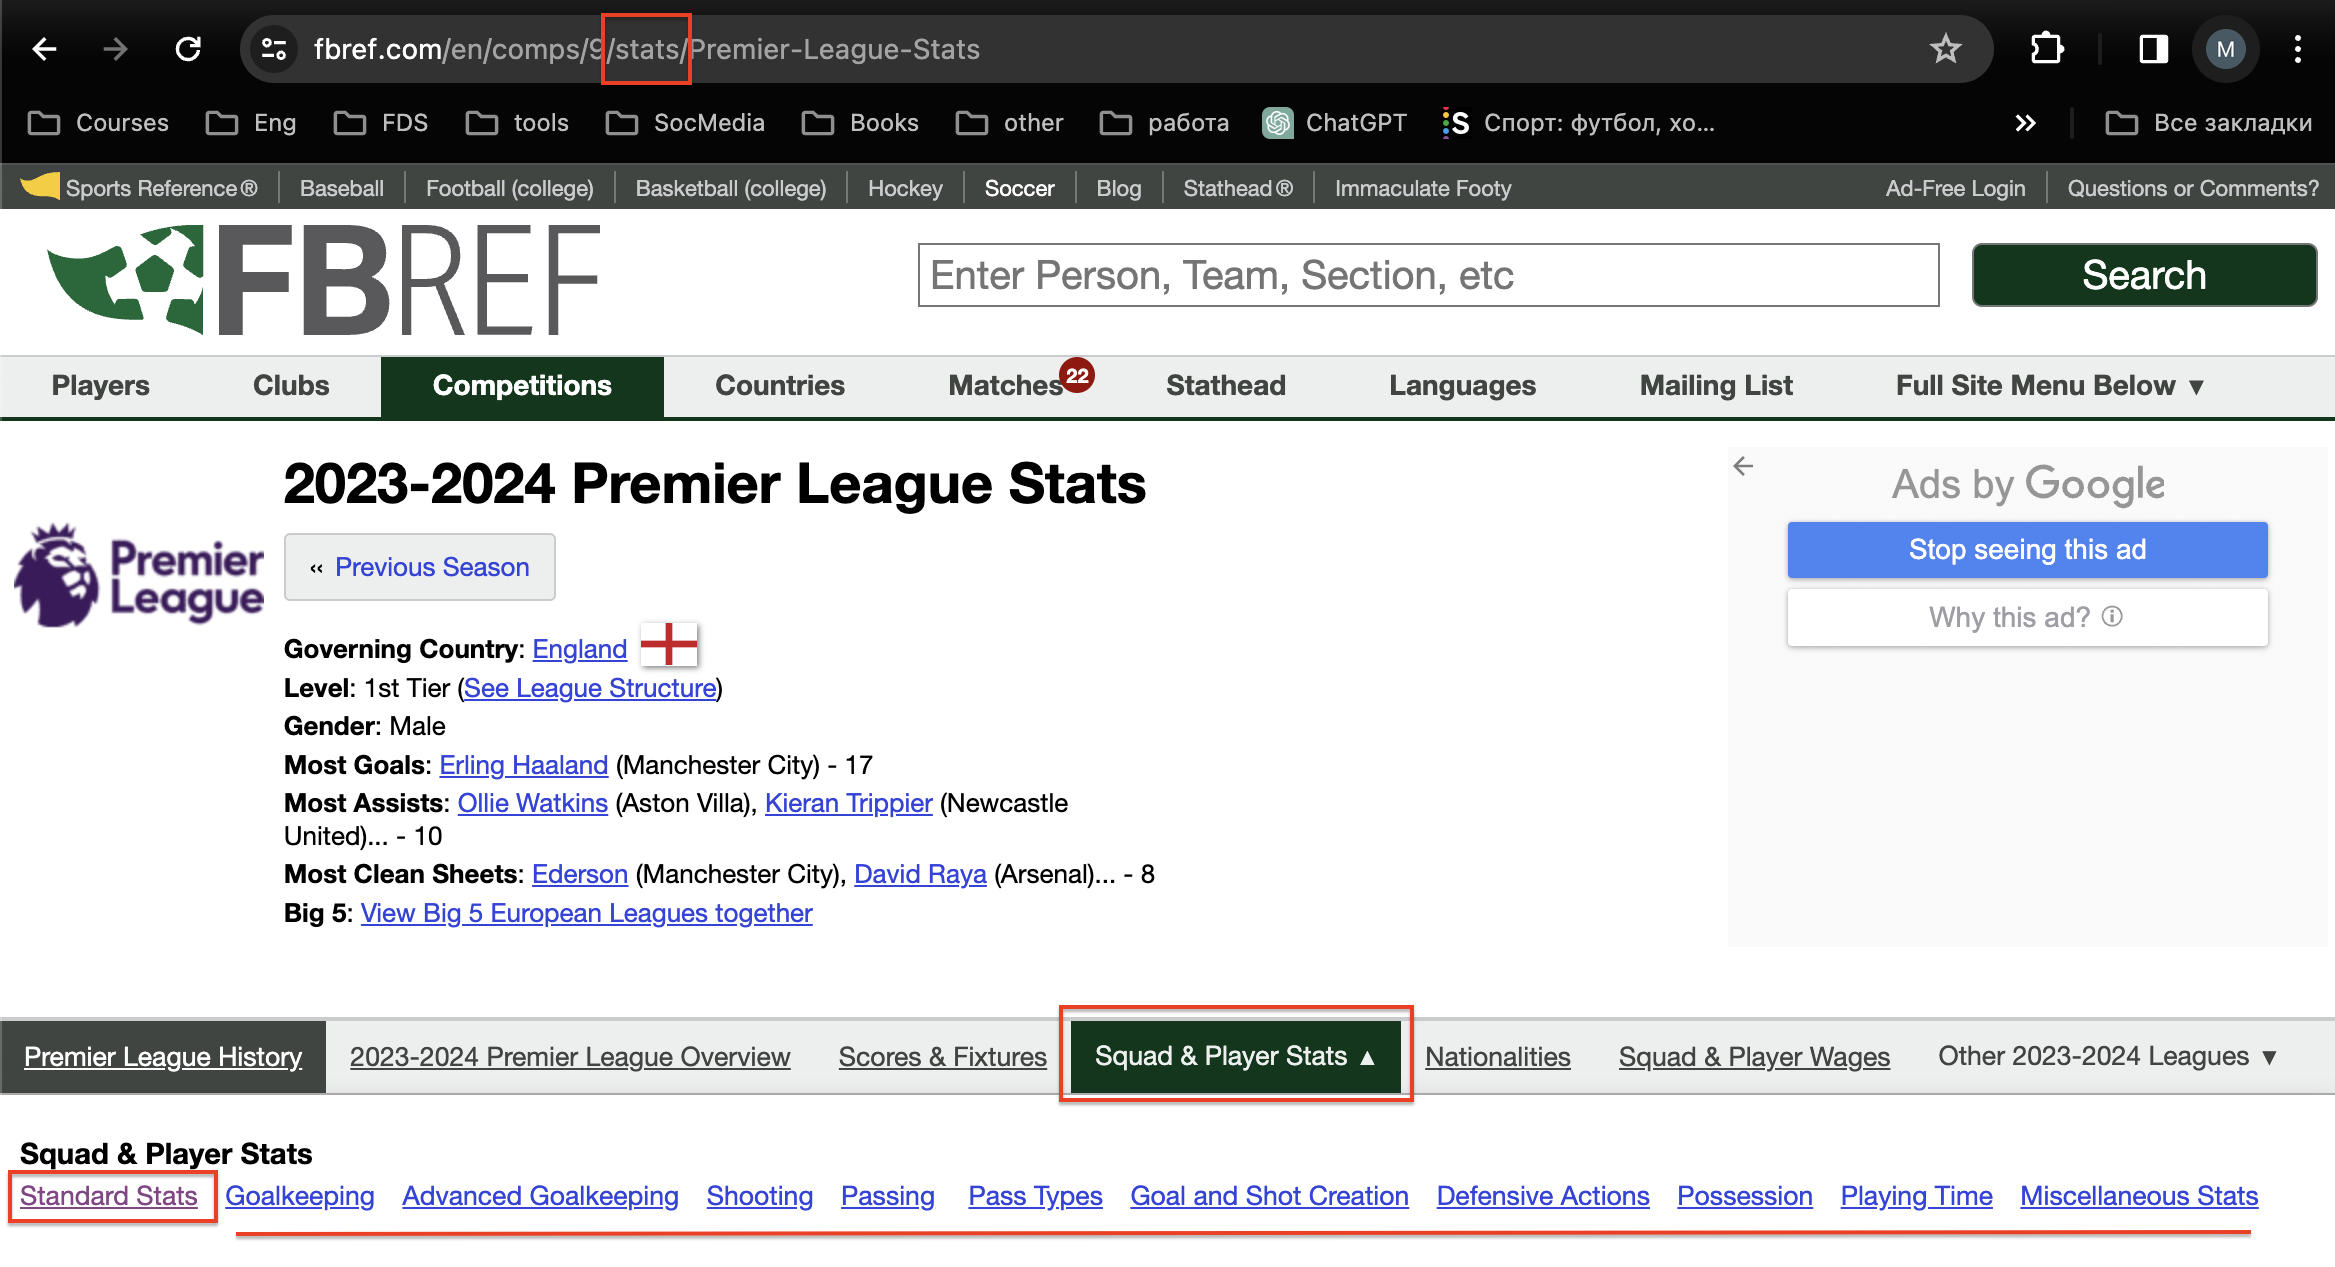 fbref.com/en/comps/9/stats/Premier-League-Stats
M
Courses Eng FDS tools SocMedia Books other работа ChatGPT S Спорт: футбол, хо... » Все закладки
Sports Reference® Baseball Football (college) Basketball (college) Hockey Soccer Blog Stathead® Immaculate Footy Ad-Free Login Questions or Comments?
FBREF
Enter Person, Team, Section, etc
Search
Players Clubs Competitions Countries Matches 22 Stathead Languages Mailing List Full Site Menu Below ▼
2023-2024 Premier League Stats
Premier
League
« Previous Season
Governing Country: England
Level: 1st Tier (See League Structure)
Gender: Male
Most Goals: Erling Haaland (Manchester City) - 17
Most Assists: Ollie Watkins (Aston Villa), Kieran Trippier (Newcastle
United)... - 10
Most Clean Sheets: Ederson (Manchester City), David Raya (Arsenal)... - 8
Big 5: View Big 5 European Leagues together
Ads by Google
Stop seeing this ad
Why this ad?
Premier League History 2023-2024 Premier League Overview Scores & Fixtures Squad & Player Stats ▲ Nationalities Squad & Player Wages Other 2023-2024 Leagues ▼
Squad & Player Stats
Standard Stats Goalkeeping Advanced Goalkeeping Shooting Passing Pass Types Goal and Shot Creation Defensive Actions Possession Playing Time Miscellaneous Stats